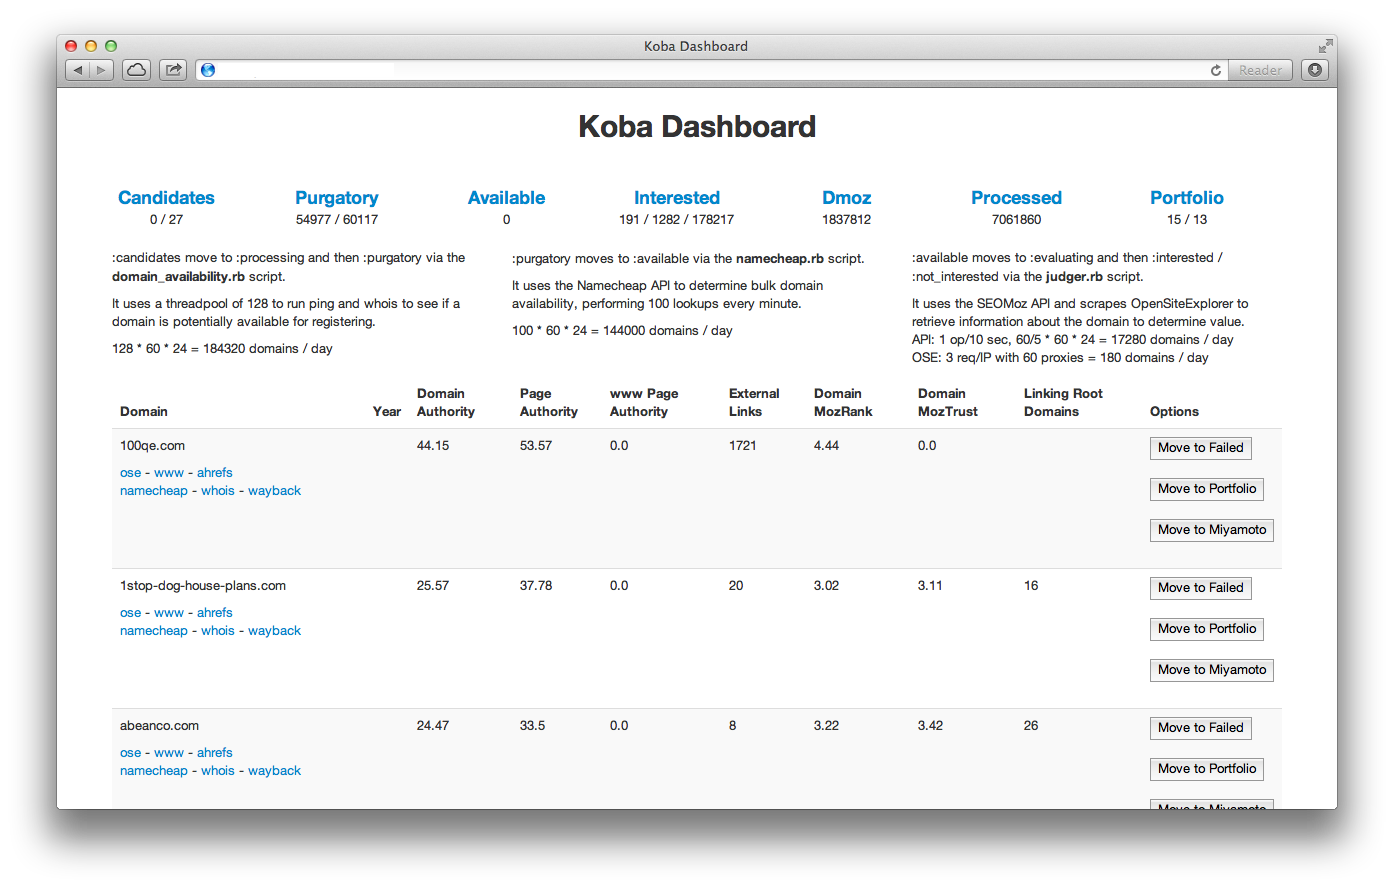 Koba Dashboard
Reader
Koba Dashboard
Candidates Purgatory Available Interested Dmoz Processed Portfolio
0 / 27 54977 / 60117 0 191 / 1282 / 178217 1837812 7061860 15 / 13
:candidates move to :processing and then :purgatory via the
domain_availability.rb script.
It uses a threadpool of 128 to run ping and whois to see if a
domain is potentially available for registering.
128 * 60 * 24 = 184320 domains / day
:purgatory moves to :available via the namecheap.rb script.
It uses the Namecheap API to determine bulk domain
availability, performing 100 lookups every minute.
100 * 60 * 24 = 144000 domains / day
:available moves to :evaluating and then :interested /
:not_interested via the judger.rb script.
It uses the SEOMoz API and scrapes OpenSiteExplorer to
retrieve information about the domain to determine value.
API: 1 op/10 sec, 60/5 * 60 * 24 = 17280 domains / day
OSE: 3 req/IP with 60 proxies = 180 domains / day
Domain Year Domain Authority Page Authority www Page Authority External Links Domain MozRank Domain MozTrust Linking Root Domains Options
100qe.com 44.15 53.57 0.0 1721 4.44 0.0 Move to Failed
ose - www - ahrefs
namecheap - whois - wayback Move to Portfolio
Move to Miyamoto
1stop-dog-house-plans.com 25.57 37.78 0.0 20 3.02 3.11 16 Move to Failed
ose - www - ahrefs
namecheap - whois - wayback Move to Portfolio
Move to Miyamoto
abeanco.com 24.47 33.5 0.0 8 3.22 3.42 26 Move to Failed
ose - www - ahrefs
namecheap - whois - wayback Move to Portfolio
Move to Miyamoto